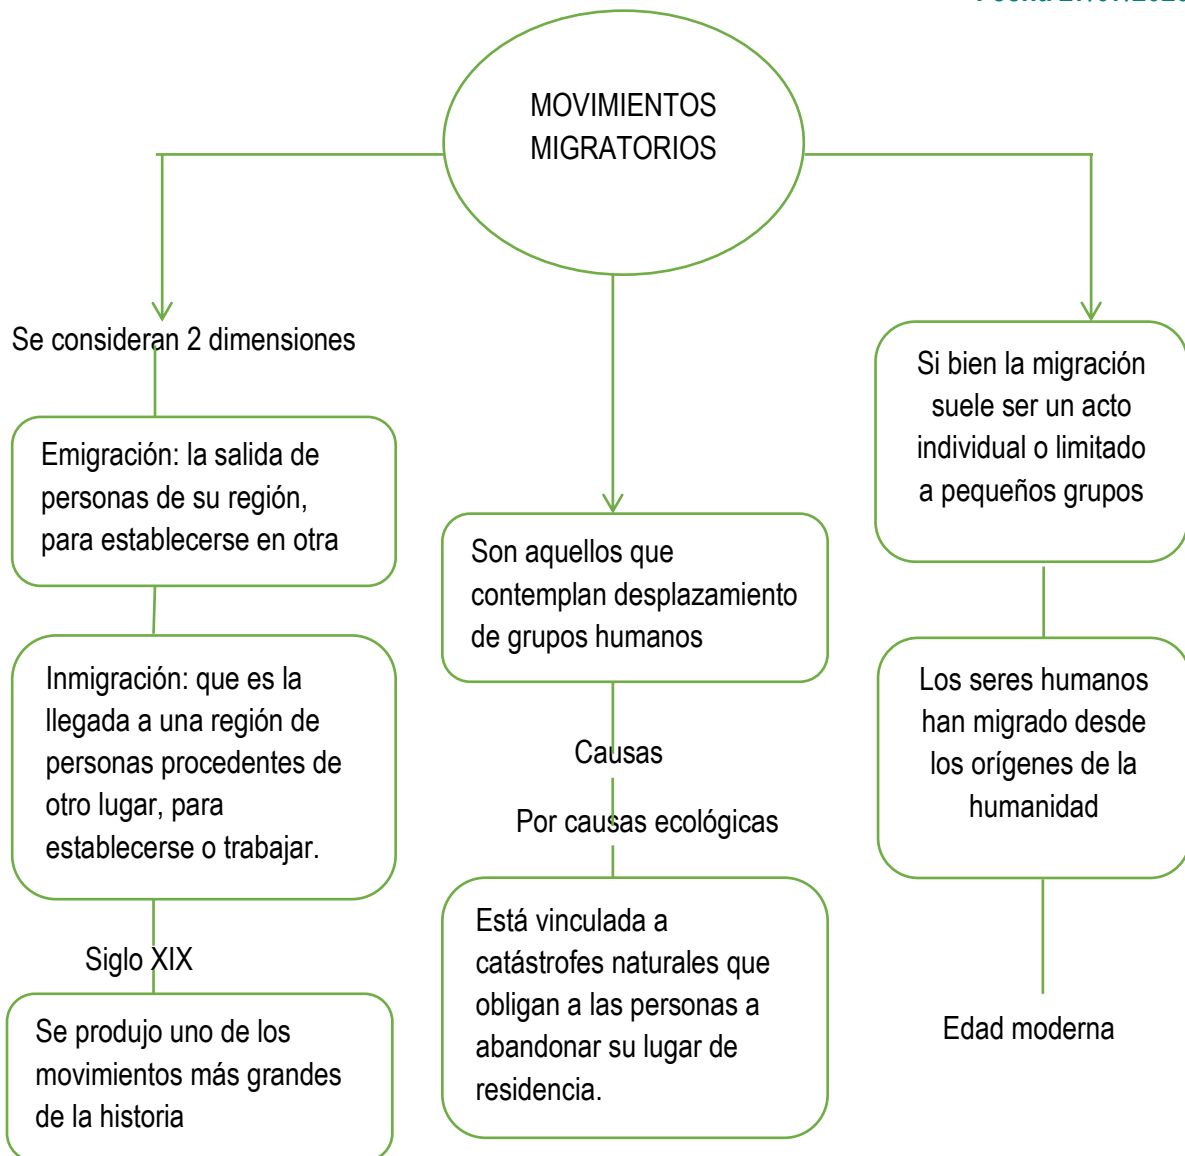 MOVIMIENTOS
MIGRATORIOS
Se consideran 2 dimensiones
Emigración: la salida de
personas de su región,
para establecerse en otra
Inmigración: que es la
llegada a una región de
personas procedentes de
otro lugar, para
establecerse o trabajar.
Siglo XIX
Se produjo uno de los
movimientos más grandes
de la historia
Son aquellos que
contemplan desplazamiento
de grupos humanos
Causas
Por causas ecológicas
Está vinculada a
catástrofes naturales que
obligan a las personas a
abandonar su lugar de
residencia.
Si bien la migración
suele ser un acto
individual o limitado
a pequeños grupos
Los seres humanos
han migrado desde
los orígenes de la
humanidad
Edad moderna